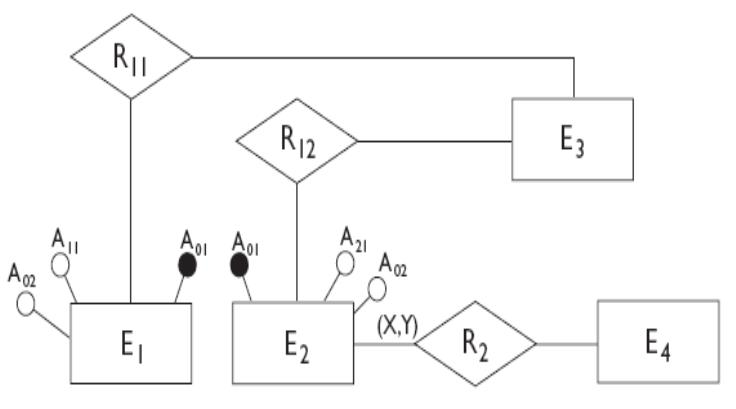 R11
R12
E3
A11
A01
A01
A21
A02
A02
(X,Y)
E1
E2
R2
E4